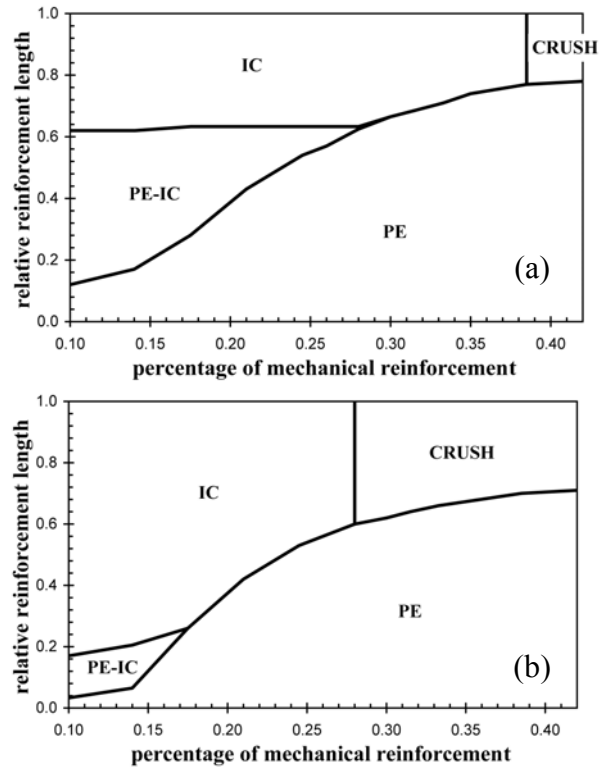 1.0
0.8
0.6
0.4
0.2
0.0
relative reinforcement length
IC
CRUSH
PE-IC
PE
(a)
0.10 0.15 0.20 0.25 0.30 0.35 0.40
percentage of mechanical reinforcement
1.0
0.8
0.6
0.4
0.2
0.0
relative reinforcement length
CRUSH
IC
PE-IC
PE
(b)
0.10 0.15 0.20 0.25 0.30 0.35 0.40
percentage of mechanical reinforcement